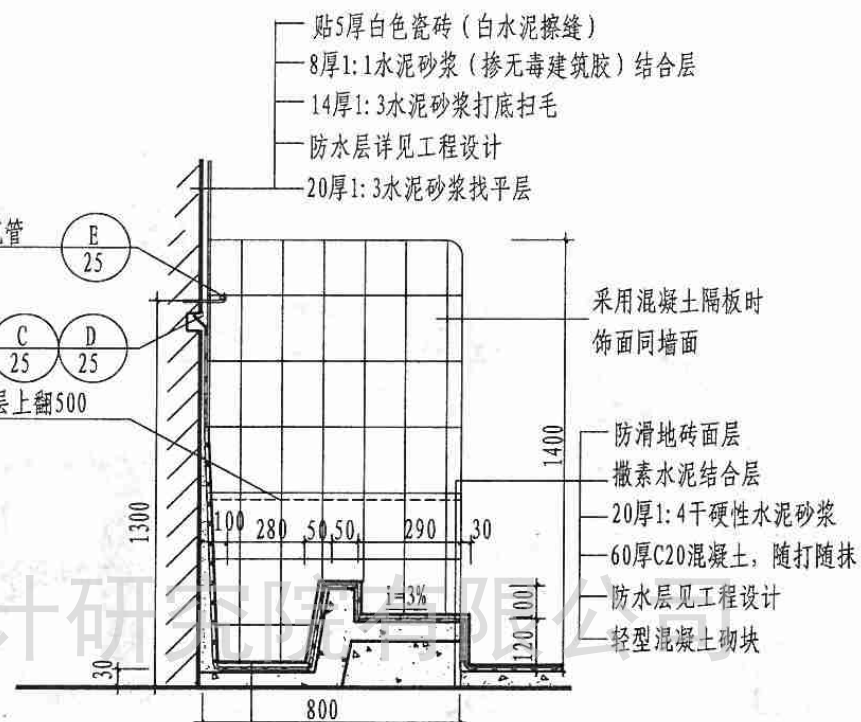 贴5厚白色瓷砖（白水泥擦缝）
8厚1:1水泥砂浆（掺无毒建筑胶）结合层
14厚1:3水泥砂浆打底扫毛
防水层详见工程设计
20厚1:3水泥砂浆找平层
管
E
25
采用混凝土隔板时
饰面同墙面
C
25
D
25
层上翻500
1400
防滑地砖面层
撒素水泥结合层
20厚1:4干硬性水泥砂浆
60厚C20混凝土，随打随抹
防水层见工程设计
轻型混凝土砌块
1300
100
280
50
50
290
30
i=3%
100
120
30
800
计研究院有限公司